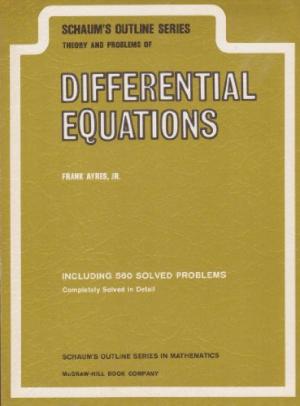 SCHAUM'S OUTLINE SERIES
THEORY AND PROBLEMS OF
DIFFERENTIAL
EQUATIONS
FRANK AYRES, JR.
INCLUDING 560 SOLVED PROBLEMS
Completely Solved in Detail
SCHAUM'S OUTLINE SERIES IN MATHEMATICS
McGRAW-HILL BOOK COMPANY